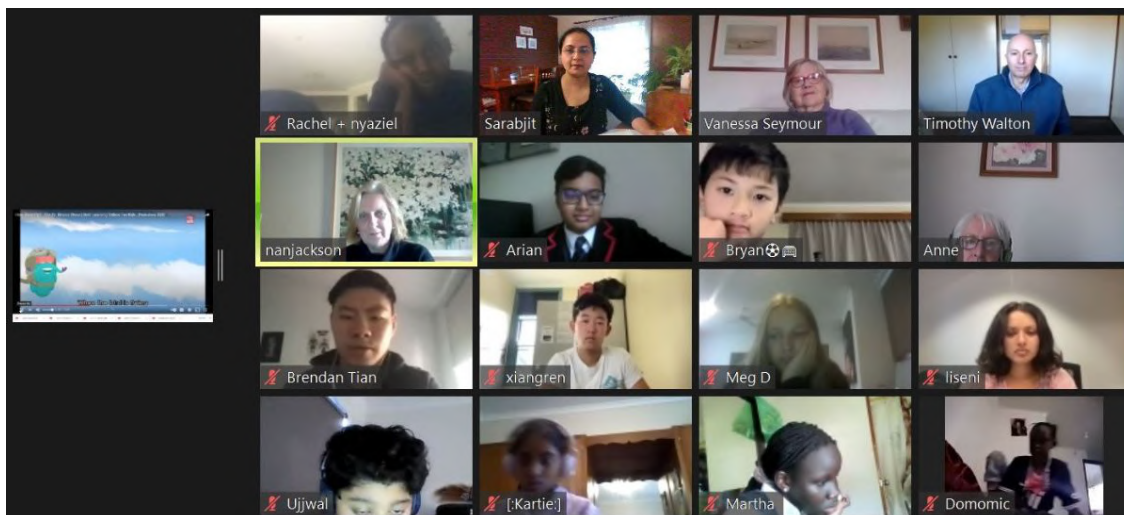 Rachel + nyaziel
Sarabjit
Vanessa Seymour
Timothy Walton
nanjackson
Arian
Bryan⚽🥅
Anne
Brendan Tian
xiangren
Meg D
liseni
Ujjwal
[:Kartie:]
Martha
Domomic